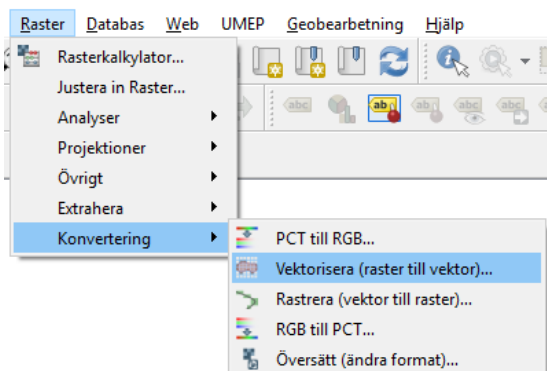 Raster Databas Web UMEP Geobearbetning Hjälp
Rasterkalkylator...
Justera in Raster...
Analyser
Projektioner
Övrigt
Extrahera
Konvertering
PCT till RGB...
Vektorisera (raster till vektor)...
Rastrera (vektor till raster)...
RGB till PCT...
Översätt (ändra format)...
abc ab abc abc